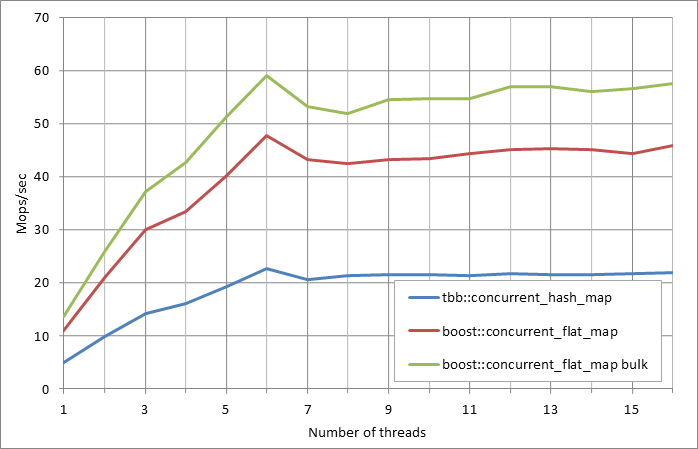 70
60
50
40
30
20
10
0
Mops/sec
tbb::concurrent_hash_map
boost::concurrent_flat_map
boost::concurrent_flat_map bulk
1 3 5 7 9 11 13 15
Number of threads